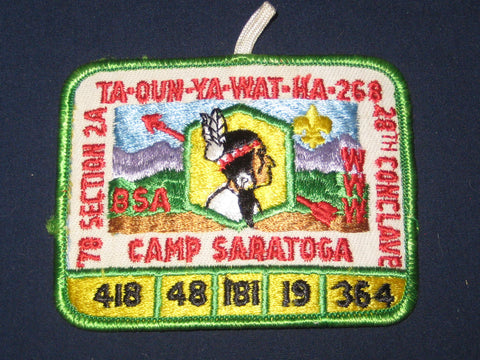 TA-OUN-YA-WAT-HA-268
'78 SECTION 2A
28TH CONCLAVE
WWW
BSA
CAMP SARATOGA
418 48 181 19 364